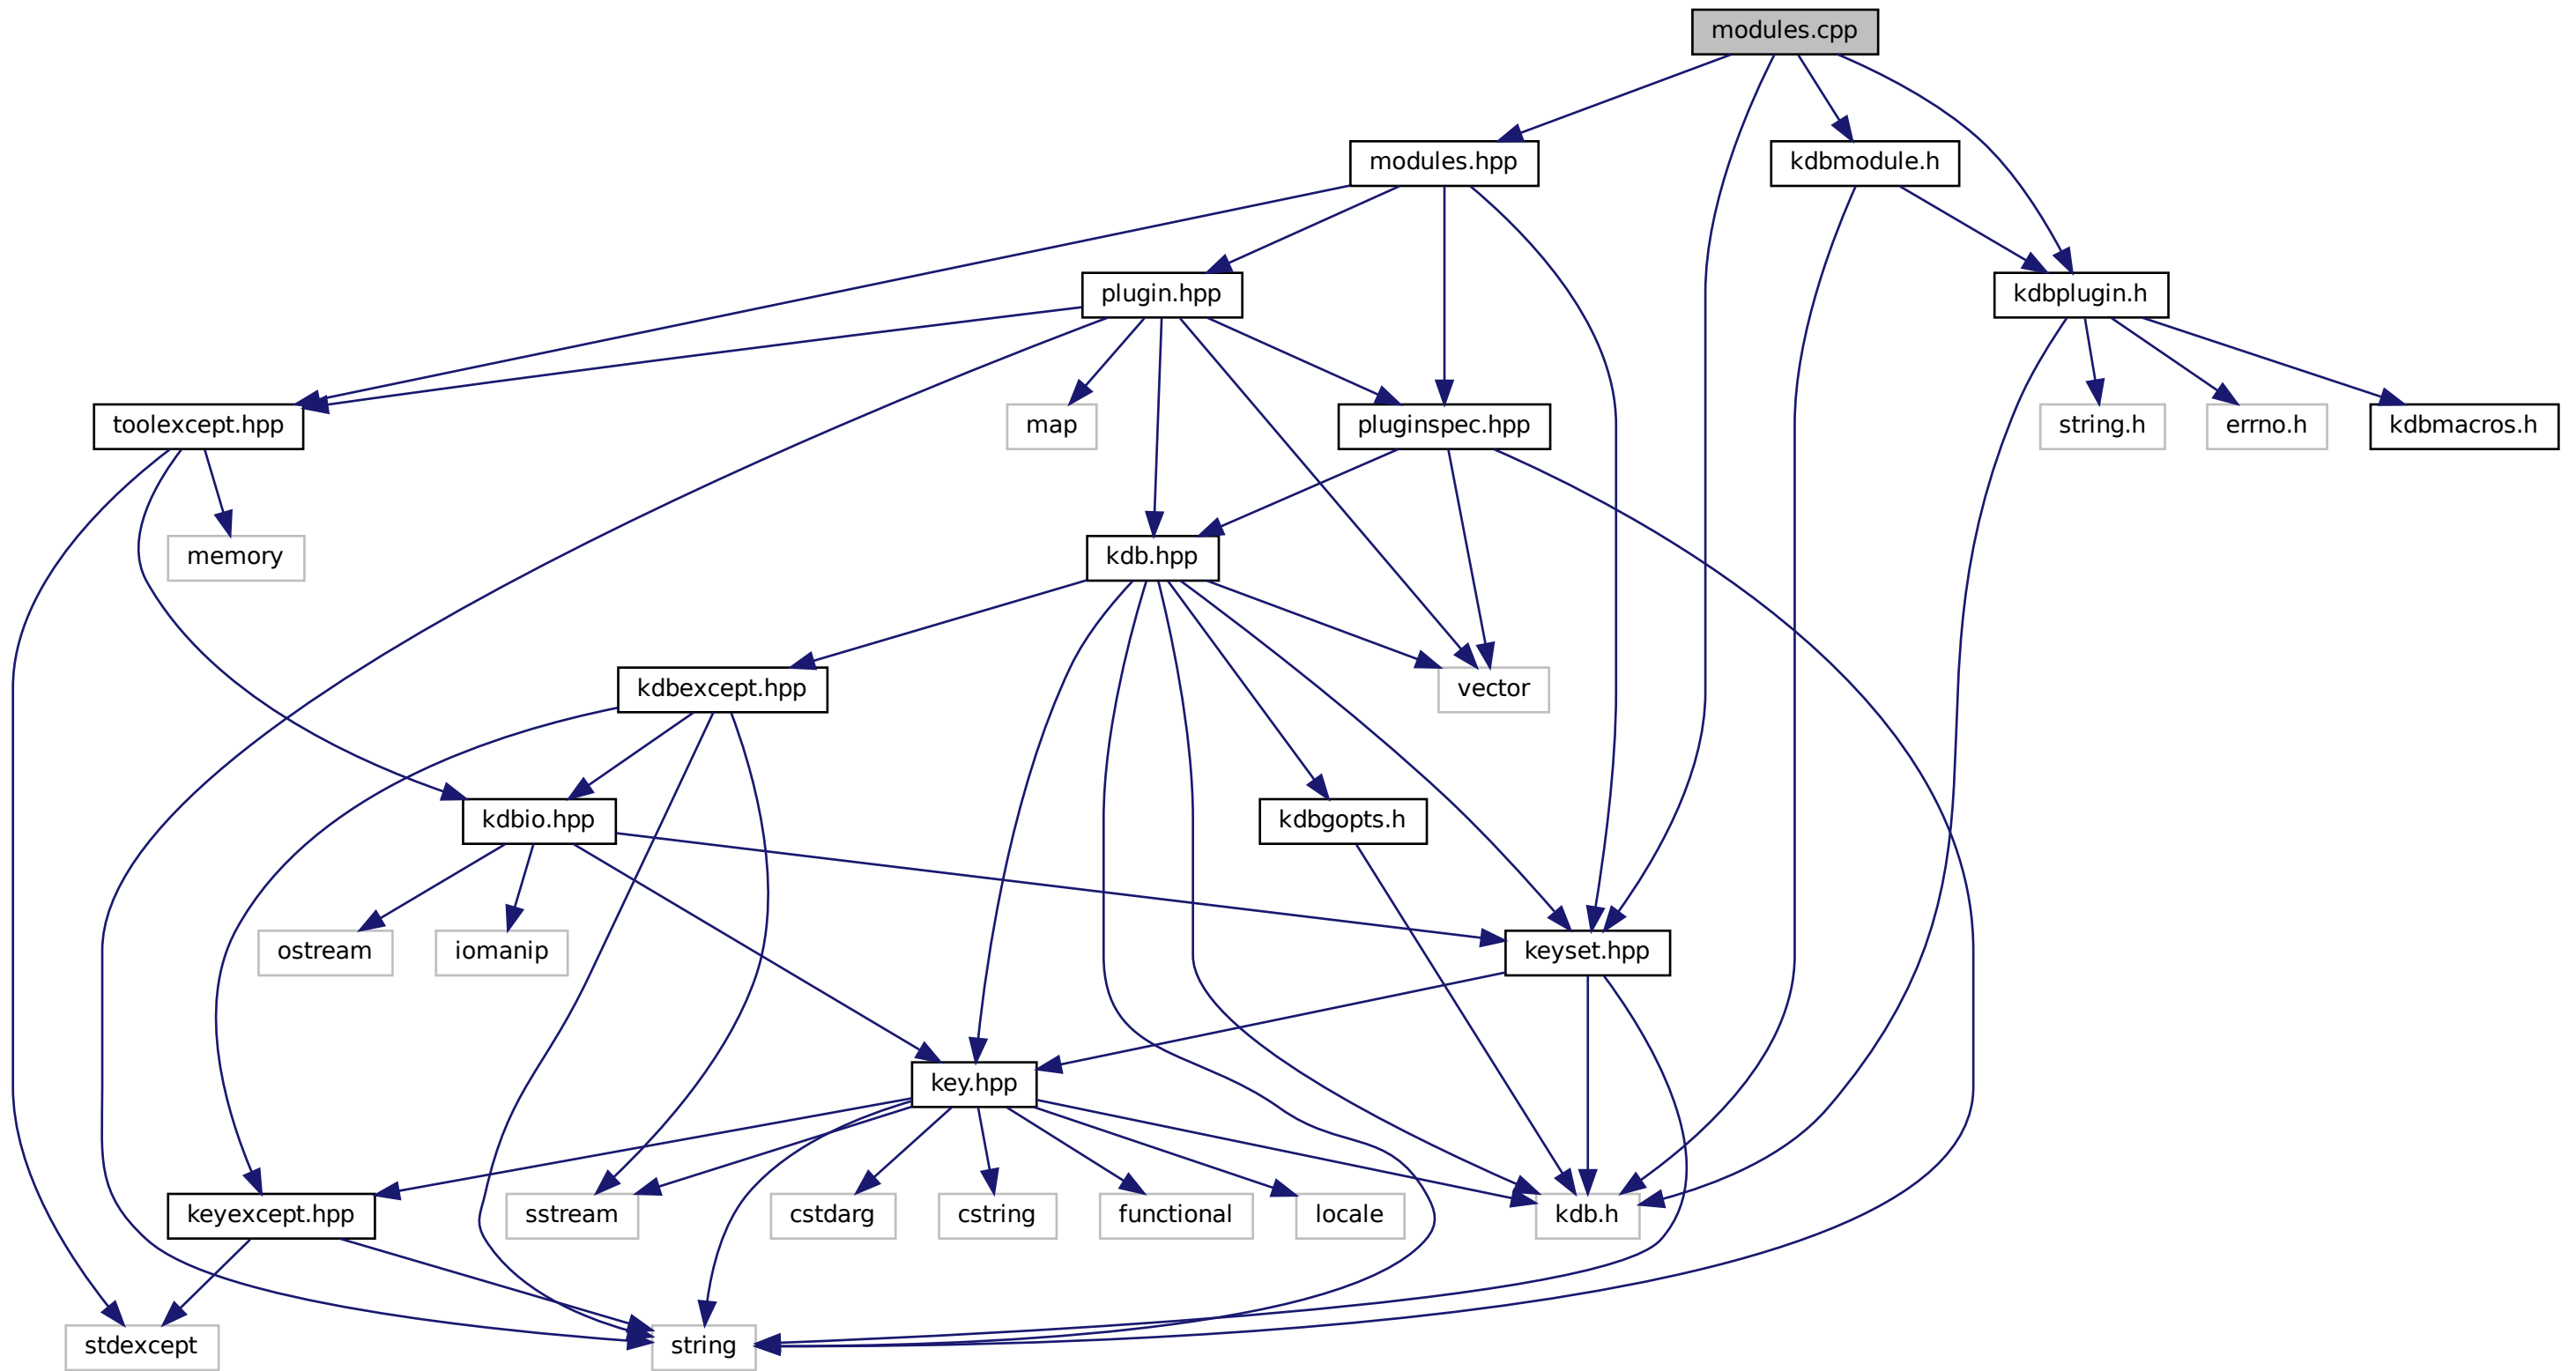 modules.cpp
modules.hpp
kdbmodule.h
plugin.hpp
kdbplugin.h
toolexcept.hpp
map
pluginspec.hpp
string.h
errno.h
kdbmacros.h
memory
kdb.hpp
kdbexcept.hpp
vector
kdbio.hpp
kdbgopts.h
ostream
iomanip
keyset.hpp
key.hpp
keyexcept.hpp
sstream
cstdarg
cstring
functional
locale
kdb.h
stdexcept
string